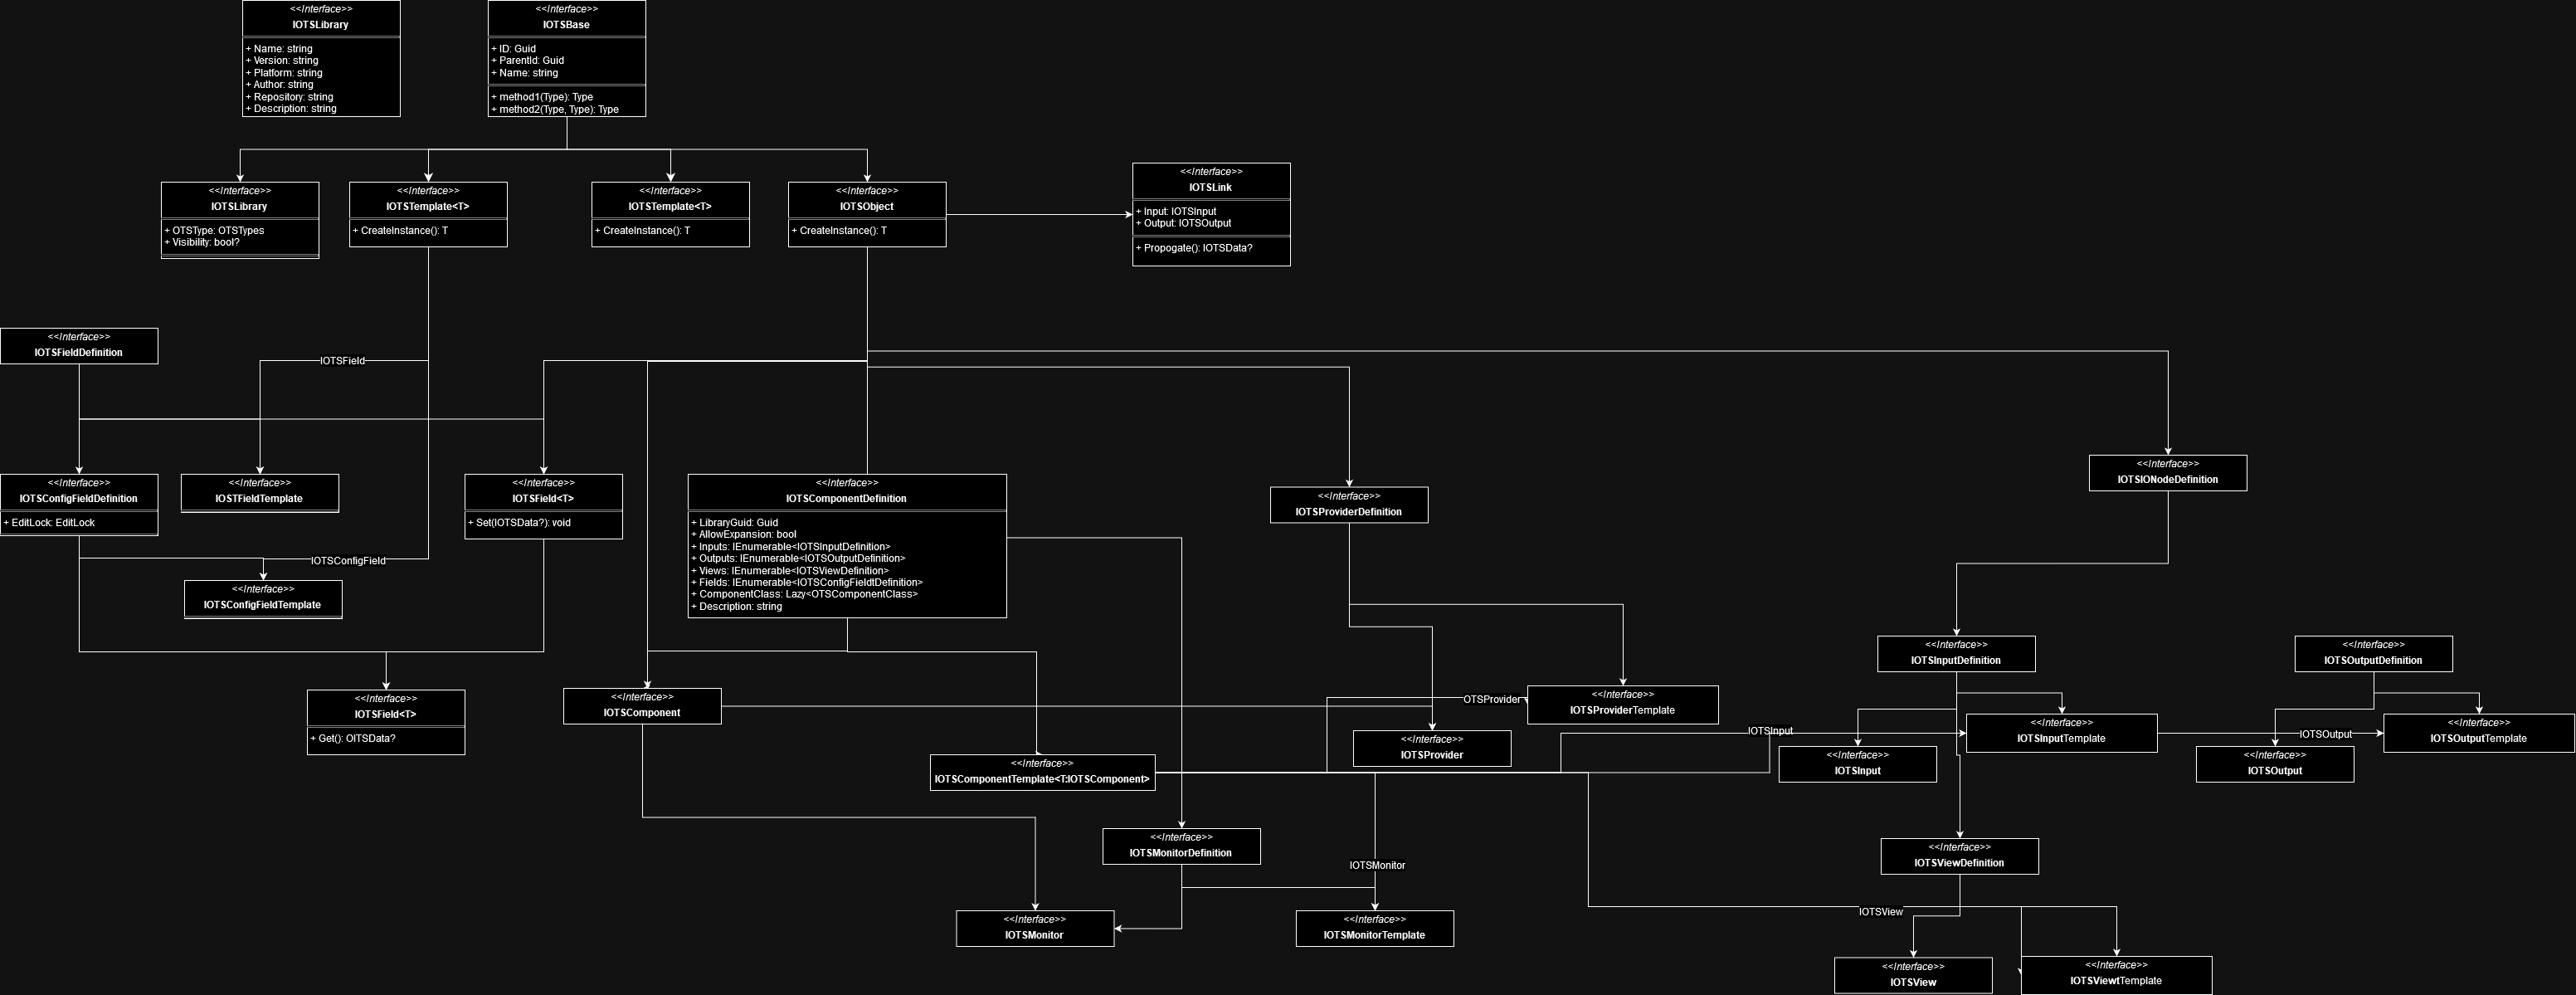 <<Interface>>
IOTSLibrary
+ Name: string
+ Version: string
+ Platform: string
+ Author: string
+ Repository: string
+ Description: string
<<Interface>>
IOTSBase
+ ID: Guid
+ ParentId: Guid
+ Name: string
+ method1(Type): Type
+ method2(Type, Type): Type
<<Interface>>
IOTSLibrary
+ OTSType: OTSTypes
+ Visibility: bool?
<<Interface>>
IOTSTemplate<T>
+ CreateInstance(): T
<<Interface>>
IOTSTemplate<T>
+ CreateInstance(): T
<<Interface>>
IOTSObject
+ CreateInstance(): T
<<Interface>>
IOTSLink
+ Input: IOTSInput
+ Output: IOTSOutput
+ Propogate(): IOTSData?
<<Interface>>
IOTSFieldDefinition
IOTSField
<<Interface>>
IOTSConfigFieldDefinition
+ EditLock: EditLock
<<Interface>>
IOSTFieldTemplate
<<Interface>>
IOTSField<T>
+ Set(IOTSData?): void
<<Interface>>
IOTSComponentDefinition
+ LibraryGuid: Guid
+ AllowExpansion: bool
+ Inputs: IEnumerable<IOTSInputDefinition>
+ Outputs: IEnumerable<IOTSOutputDefinition>
+ Views: IEnumerable<IOTSViewDefinition>
+ Fields: IEnumerable<IOTSConfigFieldtDefinition>
+ ComponentClass: Lazy<OTSComponentClass>
+ Description: string
<<Interface>>
IOTSProviderDefinition
<<Interface>>
IOTSIONodeDefinition
IOTSConfigField
<<Interface>>
IOTSConfigFieldTemplate
<<Interface>>
IOTSField<T>
+ Get(): OITSData?
<<Interface>>
IOTSComponent
OTSProvider
<<Interface>>
IOTSProviderTemplate
<<Interface>>
IOTSProvider
<<Interface>>
IOTSComponentTemplate<T:IOTSComponent>
<<Interface>>
IOTSInputDefinition
<<Interface>>
IOTSOutputDefinition
IOTSInput
<<Interface>>
IOTSInputTemplate
IOTSOutput
<<Interface>>
IOTSOutputTemplate
<<Interface>>
IOTSInput
<<Interface>>
IOTSOutput
<<Interface>>
IOTSMonitorDefinition
IOTSMonitor
<<Interface>>
IOTSViewDefinition
<<Interface>>
IOTSMonitor
<<Interface>>
IOTSMonitorTemplate
IOTSView
<<Interface>>
IOTSView
<<Interface>>
IOTSViewtTemplate